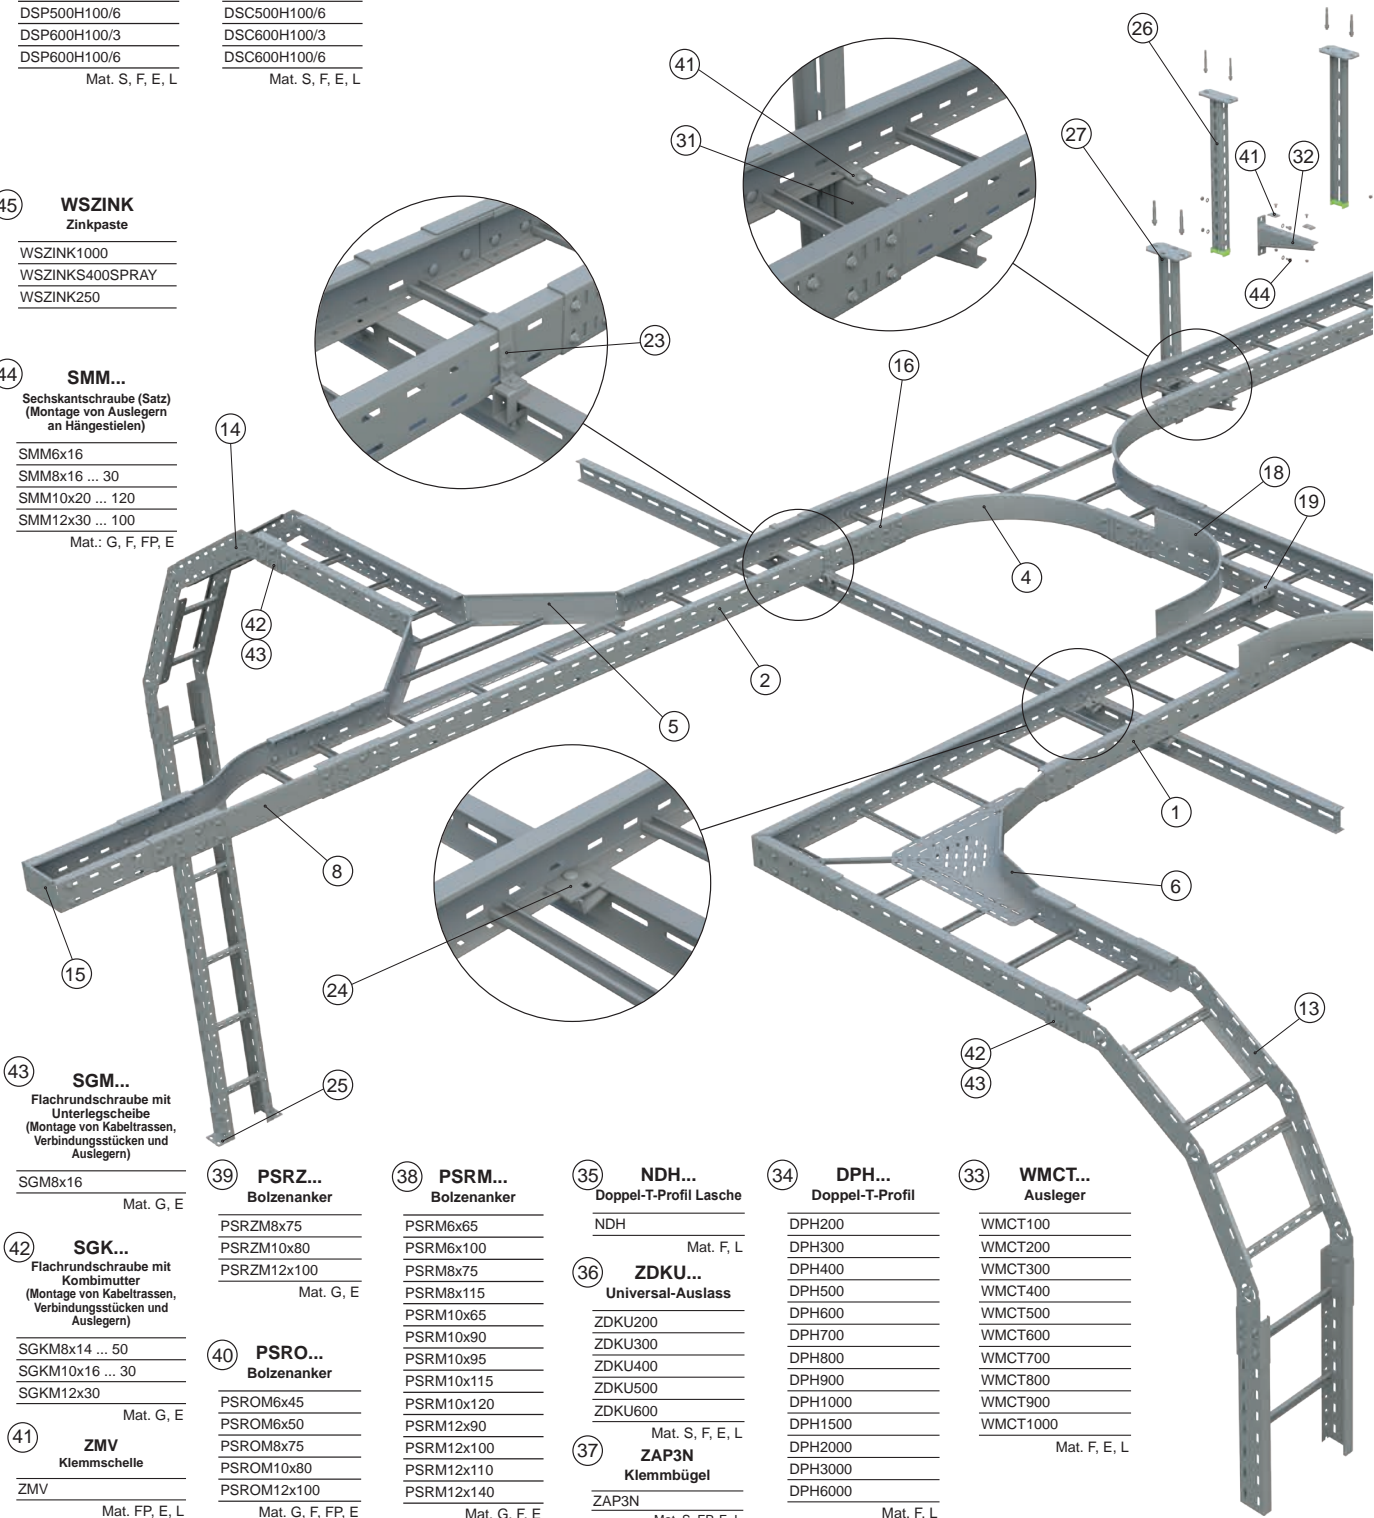 DSP500H100/6
DSP600H100/3
DSP600H100/6
Mat. S, F, E, L
DSC500H100/6
DSC600H100/3
DSC600H100/6
Mat. S, F, E, L
45
WSZINK
Zinkpaste
WSZINK1000
WSZINKS400SPRAY
WSZINK250
44
SMM...
Sechskantschraube (Satz)
(Montage von Auslegern
an Hängestielen)
SMM6x16
SMM8x16 ... 30
SMM10x20 ... 120
SMM12x30 ... 100
Mat.: G, F, FP, E
26
41
31
27
41
32
44
23
16
14
18
19
4
42
43
2
5
1
8
6
15
24
13
42
43
25
43
SGM...
Flachrundschraube mit
Unterlegscheibe
(Montage von Kabeltrassen,
Verbindungsstücken und
Auslegern)
SGM8x16
Mat. G, E
42
SGK...
Flachrundschraube mit
Kombimutter
(Montage von Kabeltrassen,
Verbindungsstücken und
Auslegern)
SGKM8x14 ... 50
SGKM10x16 ... 30
SGKM12x30
Mat. G, E
41
ZMV
Klemmschelle
ZMV
Mat. FP, E, L
39
PSRZ...
Bolzenanker
PSRZM8x75
PSRZM10x80
PSRZM12x100
Mat. G, E
40
PSRO...
Bolzenanker
PSROM6x45
PSROM6x50
PSROM8x75
PSROM10x80
PSROM12x100
Mat. G, F, FP, E
38
PSRM...
Bolzenanker
PSRM6x65
PSRM6x100
PSRM8x75
PSRM8x115
PSRM10x65
PSRM10x90
PSRM10x95
PSRM10x115
PSRM10x120
PSRM12x90
PSRM12x100
PSRM12x110
PSRM12x140
Mat. G, F, E
35
NDH...
Doppel-T-Profil Lasche
NDH
Mat. F, L
36
ZDKU...
Universal-Auslass
ZDKU200
ZDKU300
ZDKU400
ZDKU500
ZDKU600
Mat. S, F, E, L
37
ZAP3N
Klemmbügel
ZAP3N
Mat. S, FP, E, L
34
DPH...
Doppel-T-Profil
DPH200
DPH300
DPH400
DPH500
DPH600
DPH700
DPH800
DPH900
DPH1000
DPH1500
DPH2000
DPH3000
DPH6000
Mat. F, L
33
WMCT...
Ausleger
WMCT100
WMCT200
WMCT300
WMCT400
WMCT500
WMCT600
WMCT700
WMCT800
WMCT900
WMCT1000
Mat. F, E, L